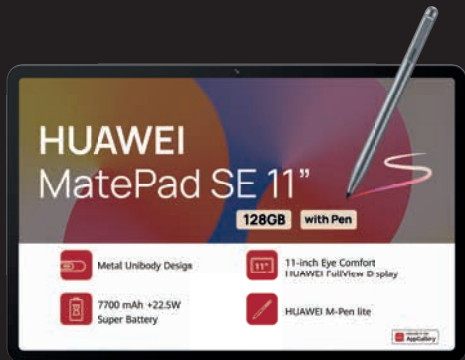 HUAWEI
MatePad SE 11”
128GB
with Pen
Metal Unibody Design
11"
11-inch Eye Comfort
HUAWEI FullView Display
7700 mAh +22.5W
Super Battery
HUAWEI M-Pen lite
AppGallery